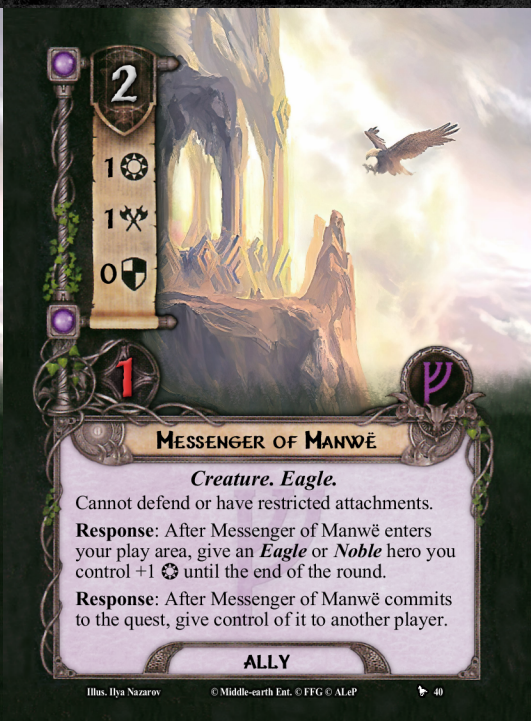 2
1
1
0
1
Messenger of Manwë
Creature. Eagle.
Cannot defend or have restricted attachments.
Response: After Messenger of Manwë enters
your play area, give an Eagle or Noble hero you
control +1 until the end of the round.
Response: After Messenger of Manwë commits
to the quest, give control of it to another player.
ALLY
Illus. Ilya Nazarov © Middle-earth Ent. © FFG © ALeP 40